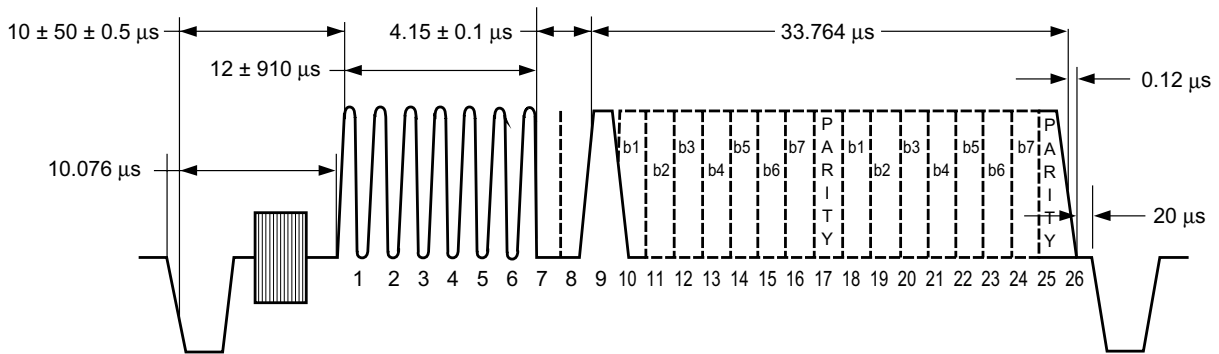 10 ± 50 ± 0.5 µs
4.15 ± 0.1 µs
33.764 µs
12 ± 910 µs
0.12 µs
10.076 µs
20 µs
b1
b2
b3
b4
b5
b6
b7
PARITY
b1
b2
b3
b4
b5
b6
b7
PARITY
1 2 3 4 5 6 7 8 9 10 11 12 13 14 15 16 17 18 19 20 21 22 23 24 25 26